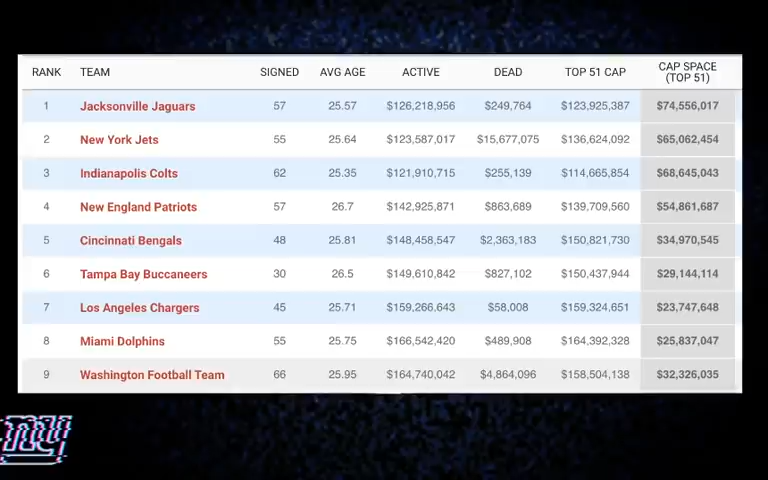 RANK TEAM SIGNED AVG AGE ACTIVE DEAD TOP 51 CAP CAP SPACE (TOP 51)
1 Jacksonville Jaguars 57 25.57 $126,218,956 $249,764 $123,925,387 $74,556,017
2 New York Jets 55 25.64 $123,587,017 $15,677,075 $136,624,092 $65,062,454
3 Indianapolis Colts 62 25.35 $121,910,715 $255,139 $114,665,854 $68,645,043
4 New England Patriots 57 26.7 $142,925,871 $863,689 $139,709,560 $54,861,687
5 Cincinnati Bengals 48 25.81 $148,458,547 $2,363,183 $150,821,730 $34,970,545
6 Tampa Bay Buccaneers 30 26.5 $149,610,842 $827,102 $150,437,944 $29,144,114
7 Los Angeles Chargers 45 25.71 $159,266,643 $58,008 $159,324,651 $23,747,648
8 Miami Dolphins 55 25.75 $166,542,420 $489,908 $164,392,328 $25,837,047
9 Washington Football Team 66 25.95 $164,740,042 $4,864,096 $158,504,138 $32,326,035
ny